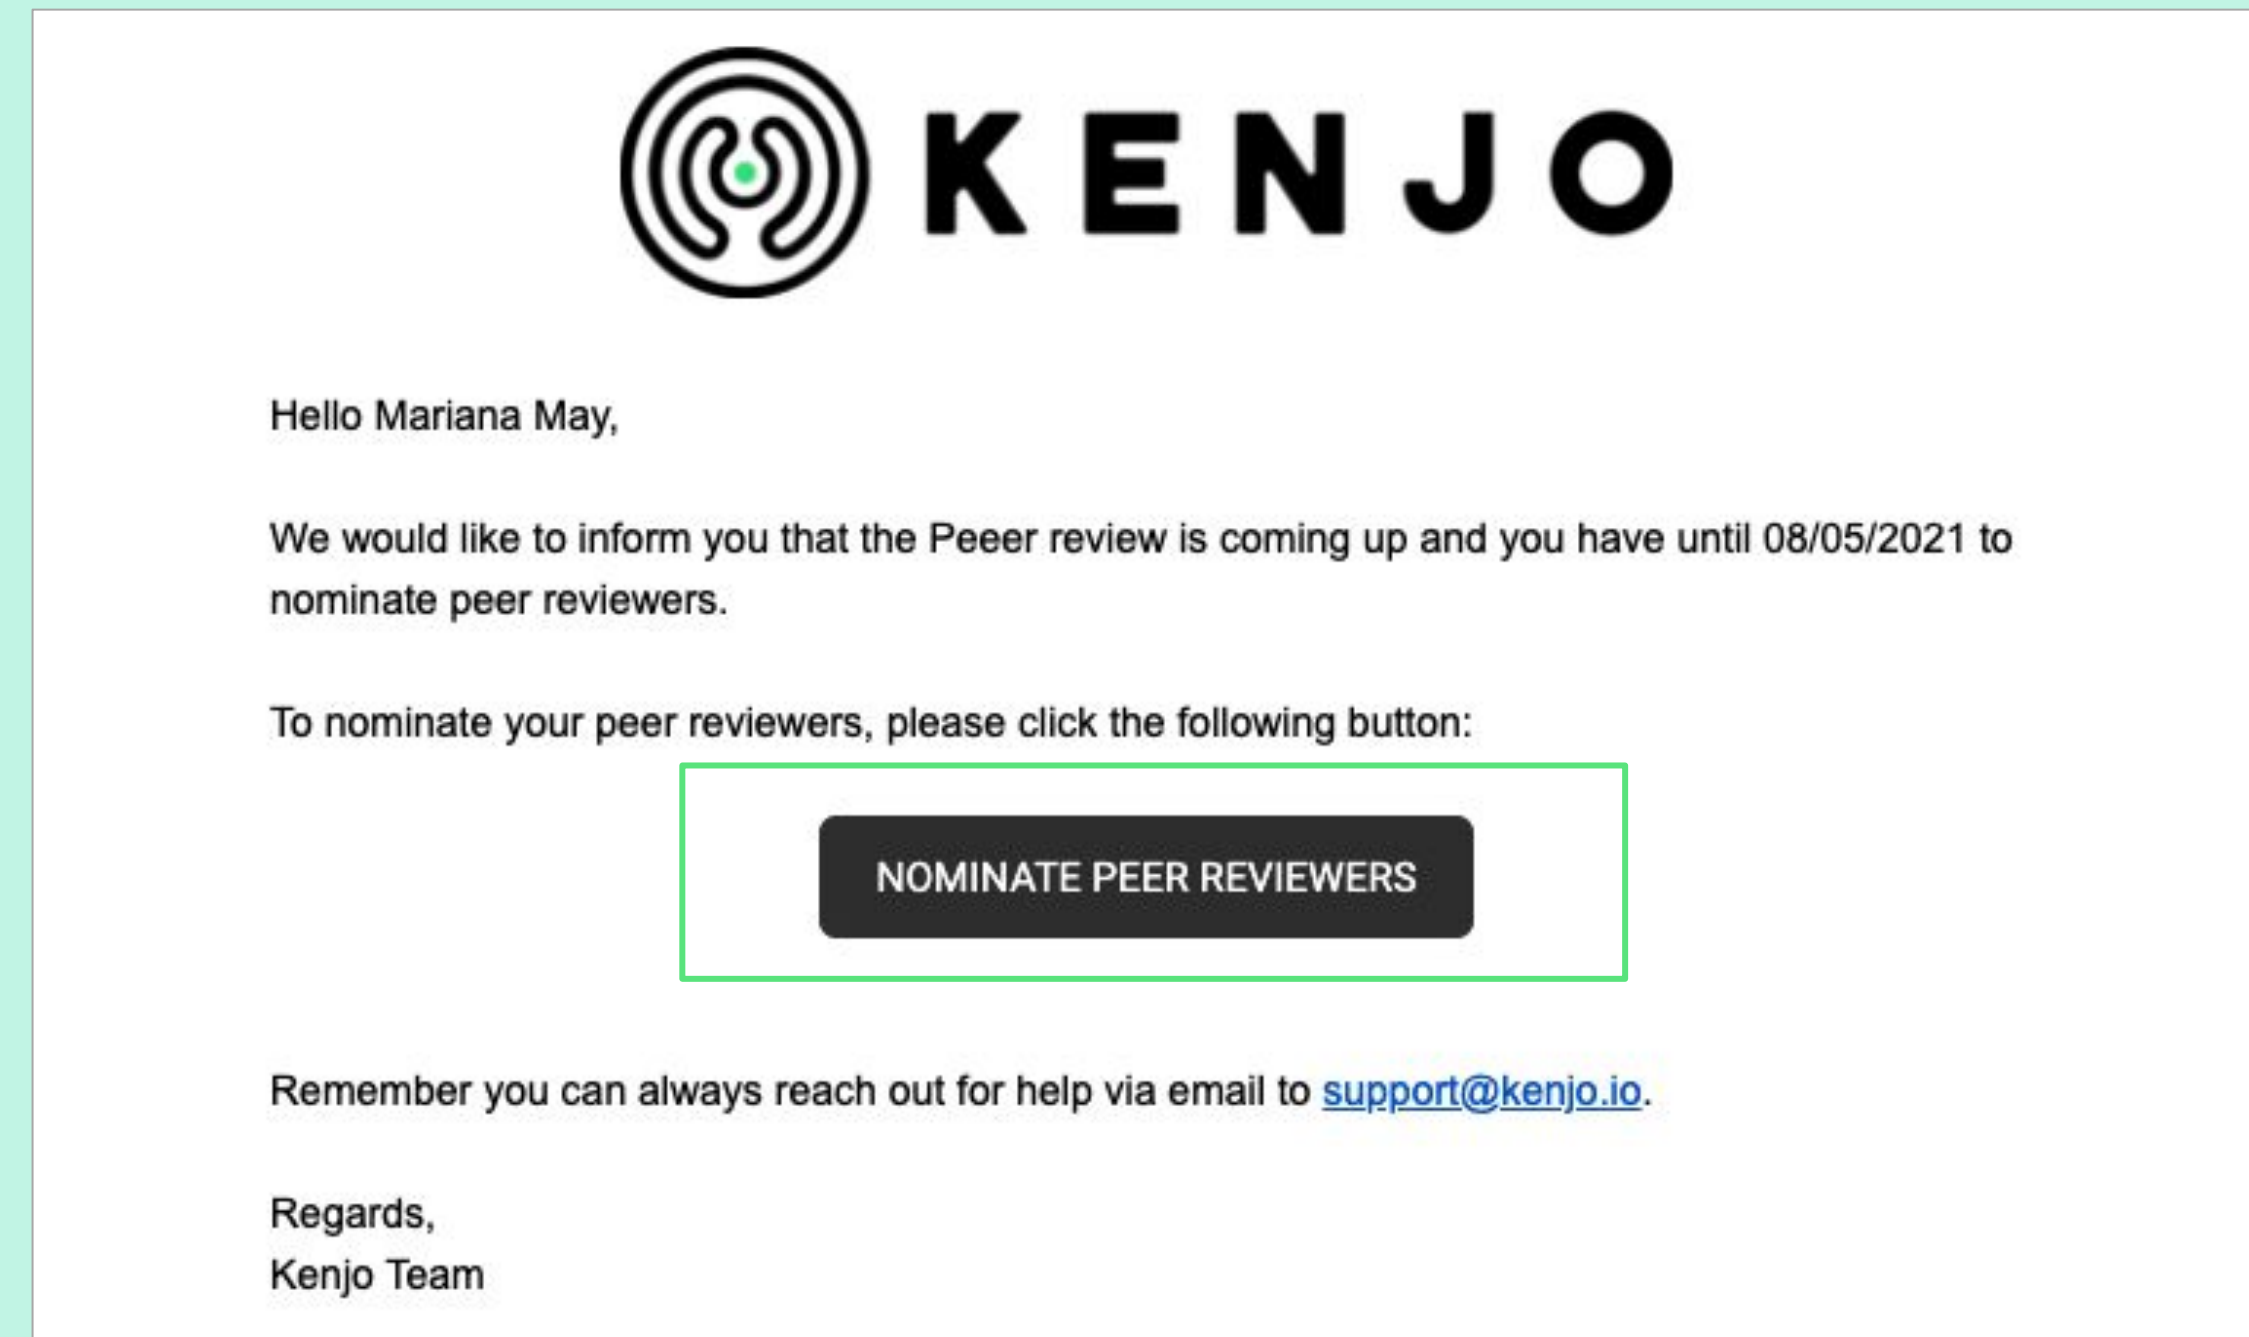 KENJO
Hello Mariana May,
We would like to inform you that the Peeer review is coming up and you have until 08/05/2021 to
nominate peer reviewers.
To nominate your peer reviewers, please click the following button:
NOMINATE PEER REVIEWERS
Remember you can always reach out for help via email to support@kenjo.io.
Regards,
Kenjo Team